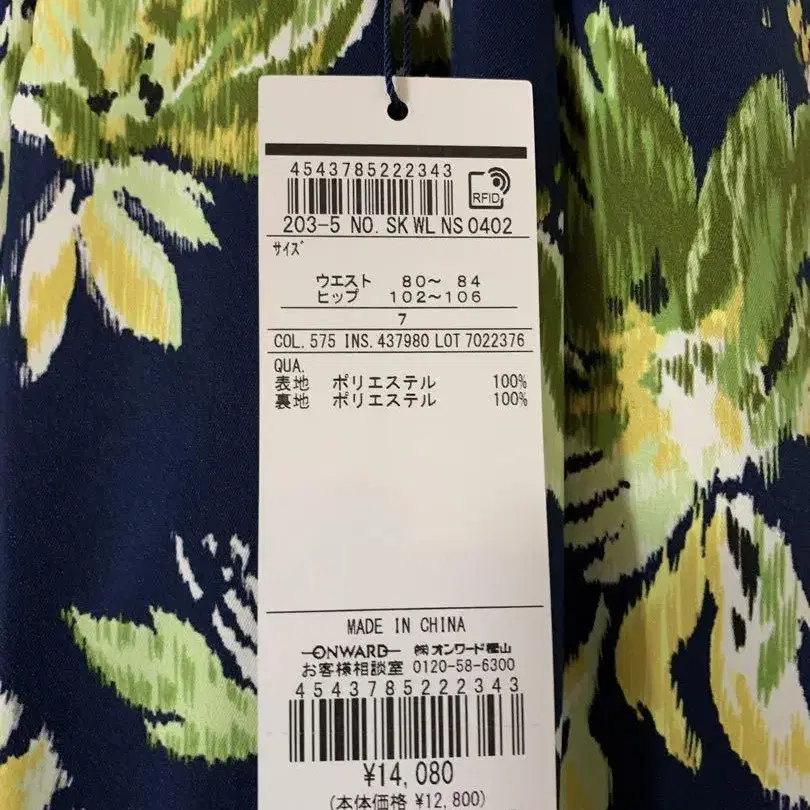 4543785222343
RFID
203-5 NO. SK WL NS 0402
サイズ
ウエスト 80～ 84
ヒップ 102～106
7
COL. 575 INS. 437980 LOT 7022376
QUA.
表地 ポリエステル 100%
裏地 ポリエステル 100%
MADE IN CHINA
ONWARD ㈱オンワード樫山
お客様相談室 0120-58-6300
4543785222343
¥14,080
(本体価格 ¥12,800)